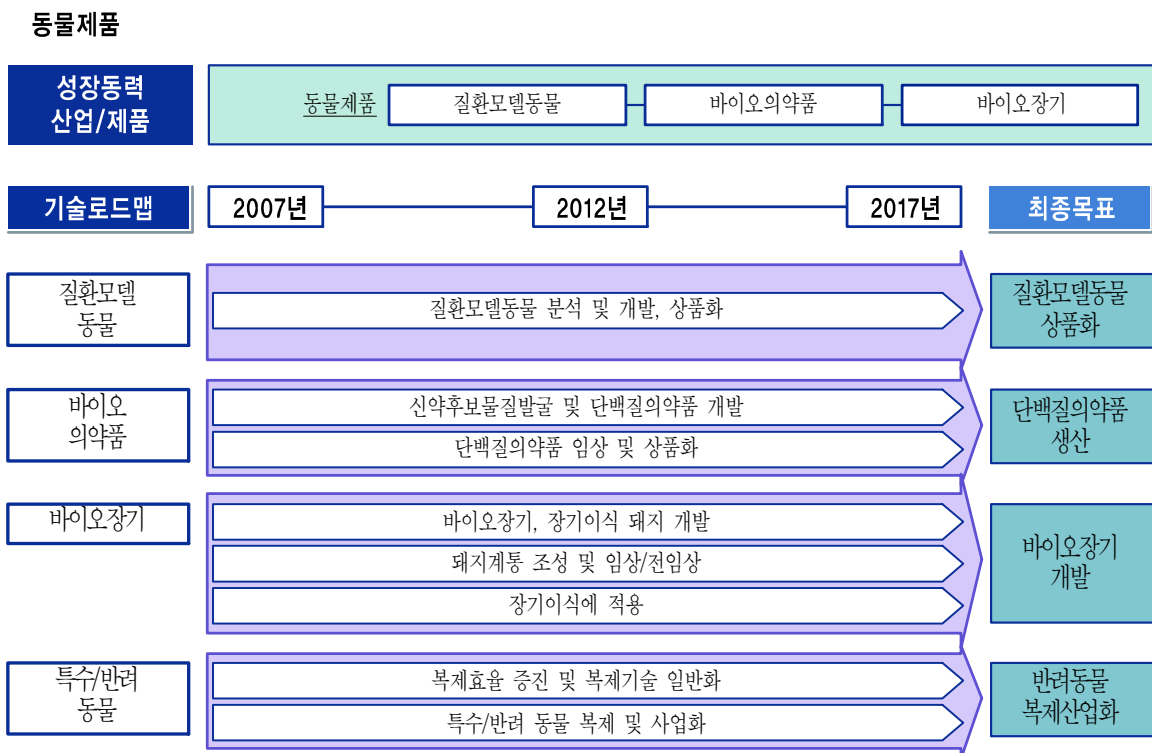 동물제품
성장동력
산업/제품
동물제품
질환모델동물
바이오의약품
바이오장기
기술로드맵
2007년
2012년
2017년
최종목표
질환모델
동물
질환모델동물 분석 및 개발, 상품화
질환모델동물
상품화
바이오
의약품
신약후보물질발굴 및 단백질의약품 개발
단백질의약품 임상 및 상품화
단백질의약품
생산
바이오장기
바이오장기, 장기이식 돼지 개발
돼지계통 조성 및 임상/전임상
장기이식에 적용
바이오장기
개발
특수/반려
동물
복제효율 증진 및 복제기술 일반화
특수/반려 동물 복제 및 사업화
반려동물
복제산업화